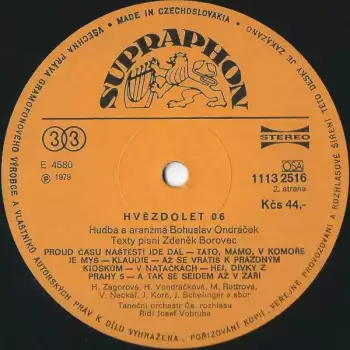 MADE IN CZECHOSLOVAKIA • VŠECHNA PRÁVA GRAMOFONOVÉHO VÝROBCE A VLASTNÍKŮ AUTORSKÝCH PRÁV K DÍLU VYHRAZENA. POŘIZOVÁNÍ KOPIÍ, VEŘEJNÉ PROVOZOVÁNÍ A ROZHLASOVÉ ŠÍŘENÍ TÉTO DESKY JE ZAKÁZÁNO
SUPRAPHON
33
STEREO
E 4580
OSA
℗ 1979
1113 2516
2. strana
Kčs 44,-
HVĚZDOLET 06
Hudba a aranžmá Bohuslav Ondráček
Texty písní Zdeněk Borovec
PROUD ČASU NAŠTĚSTÍ JDE DÁL — TÁTO, MÁMO, V KOMOŘE
JE MYŠ — KLAUDIE — AŽ SE VRÁTÍŠ K PRÁZDNÝM
KIOSKŮM — V NATÁČKÁCH — HEJ, DÍVKY Z
PRAHY 5 — A TAK SE SEJDEM AŽ V ZÁŘÍ
H. Zagorová, H. Vondráčková, M. Rottrová,
V. Neckář, J. Korn, J. Schelinger a sbor
Taneční orchestr Čs. rozhlasu
Řídí Josef Vobruba